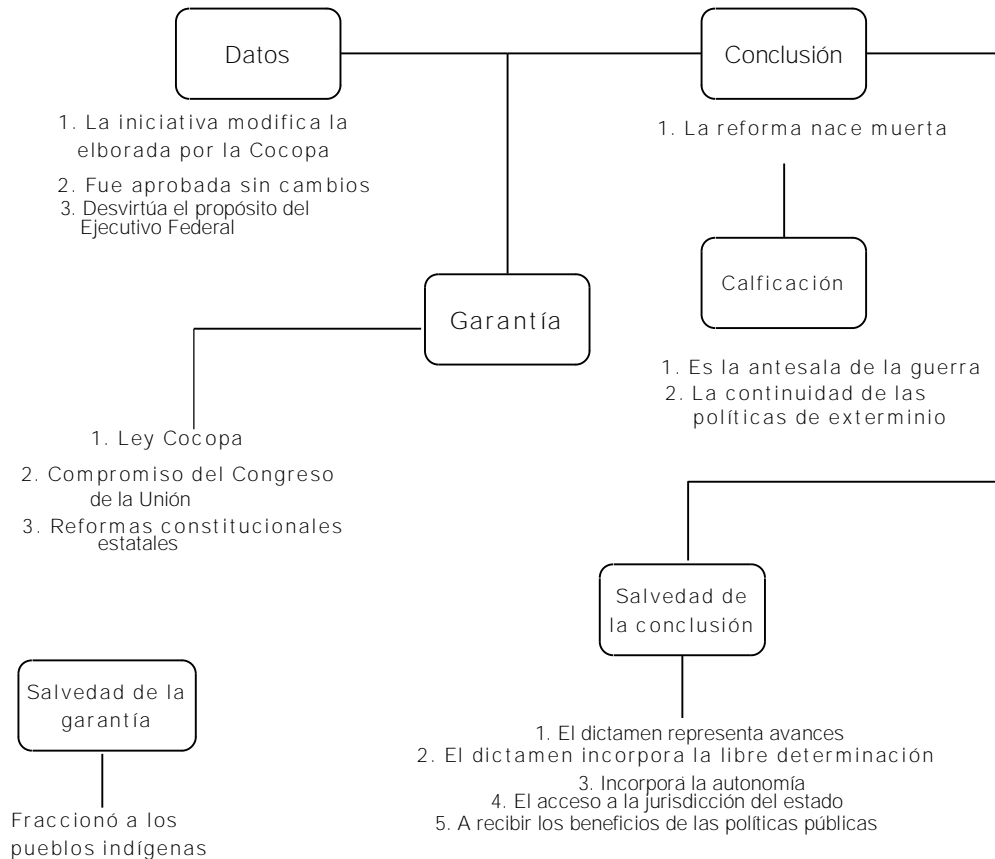 Datos
Conclusión
1. La iniciativa modifica la
elborada por la Cocopa
2. Fue aprobada sin cambios
3. Desvirtúa el propósito del
Ejecutivo Federal
1. La reforma nace muerta
Calficación
Garantía
1. Es la antesala de la guerra
2. La continuidad de las
políticas de exterminio
1. Ley Cocopa
2. Compromiso del Congreso
de la Unión
3. Reformas constitucionales
estatales
Salvedad de
la conclusión
Salvedad de la
garantía
1. El dictamen representa avances
2. El dictamen incorpora la libre determinación
3. Incorpora la autonomía
4. El acceso a la jurisdicción del estado
5. A recibir los beneficios de las políticas públicas
Fraccionó a los
pueblos indígenas